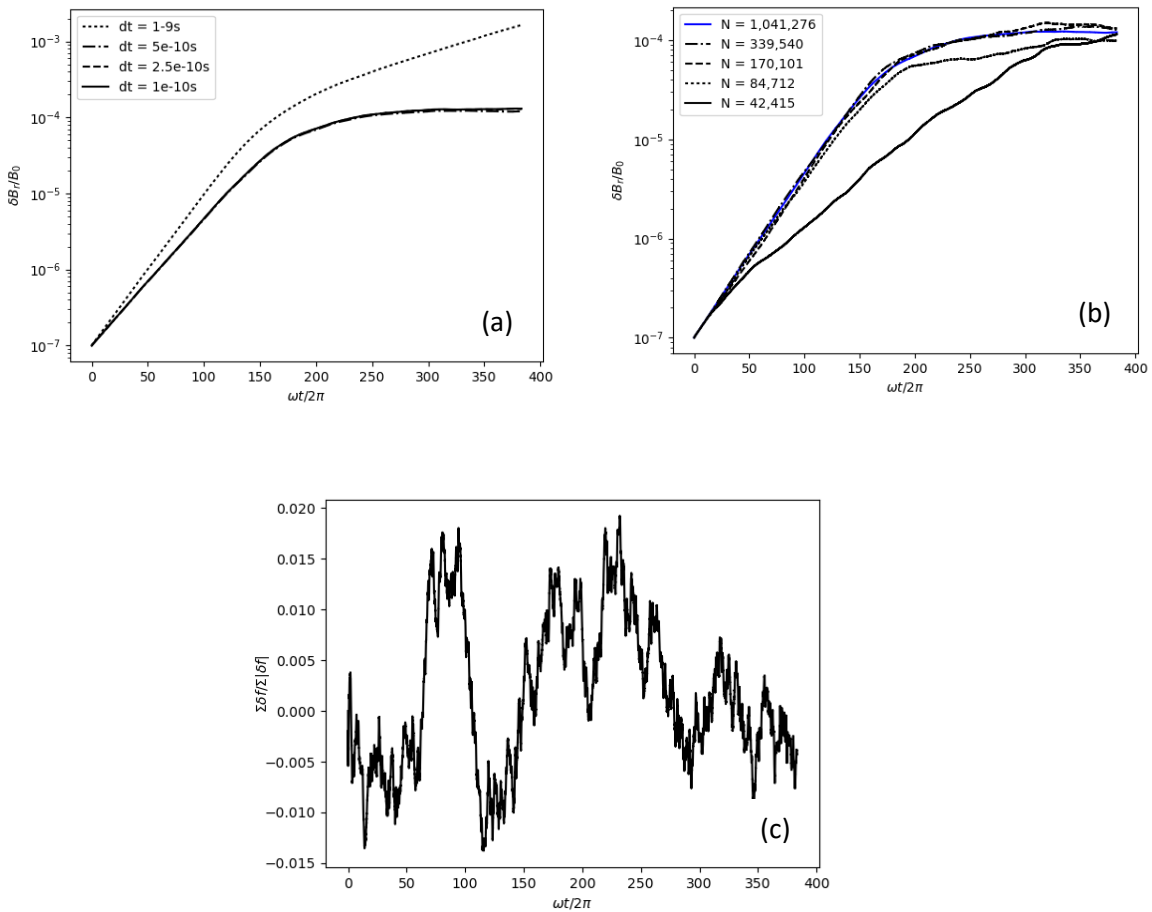 dt = 1-9s
dt = 5e-10s
dt = 2.5e-10s
dt = 1e-10s
10⁻³
10⁻⁴
10⁻⁵
10⁻⁶
10⁻⁷
δBᵣ/B₀
(a)
0 50 100 150 200 250 300 350 400
ωt/2π
N = 1,041,276
N = 339,540
N = 170,101
N = 84,712
N = 42,415
10⁻⁴
10⁻⁵
10⁻⁶
10⁻⁷
δBᵣ/B₀
(b)
0 50 100 150 200 250 300 350 400
ωt/2π
0.020
0.015
0.010
0.005
0.000
−0.005
−0.010
−0.015
Σδf/Σ|δf|
(c)
0 50 100 150 200 250 300 350 400
ωt/2π